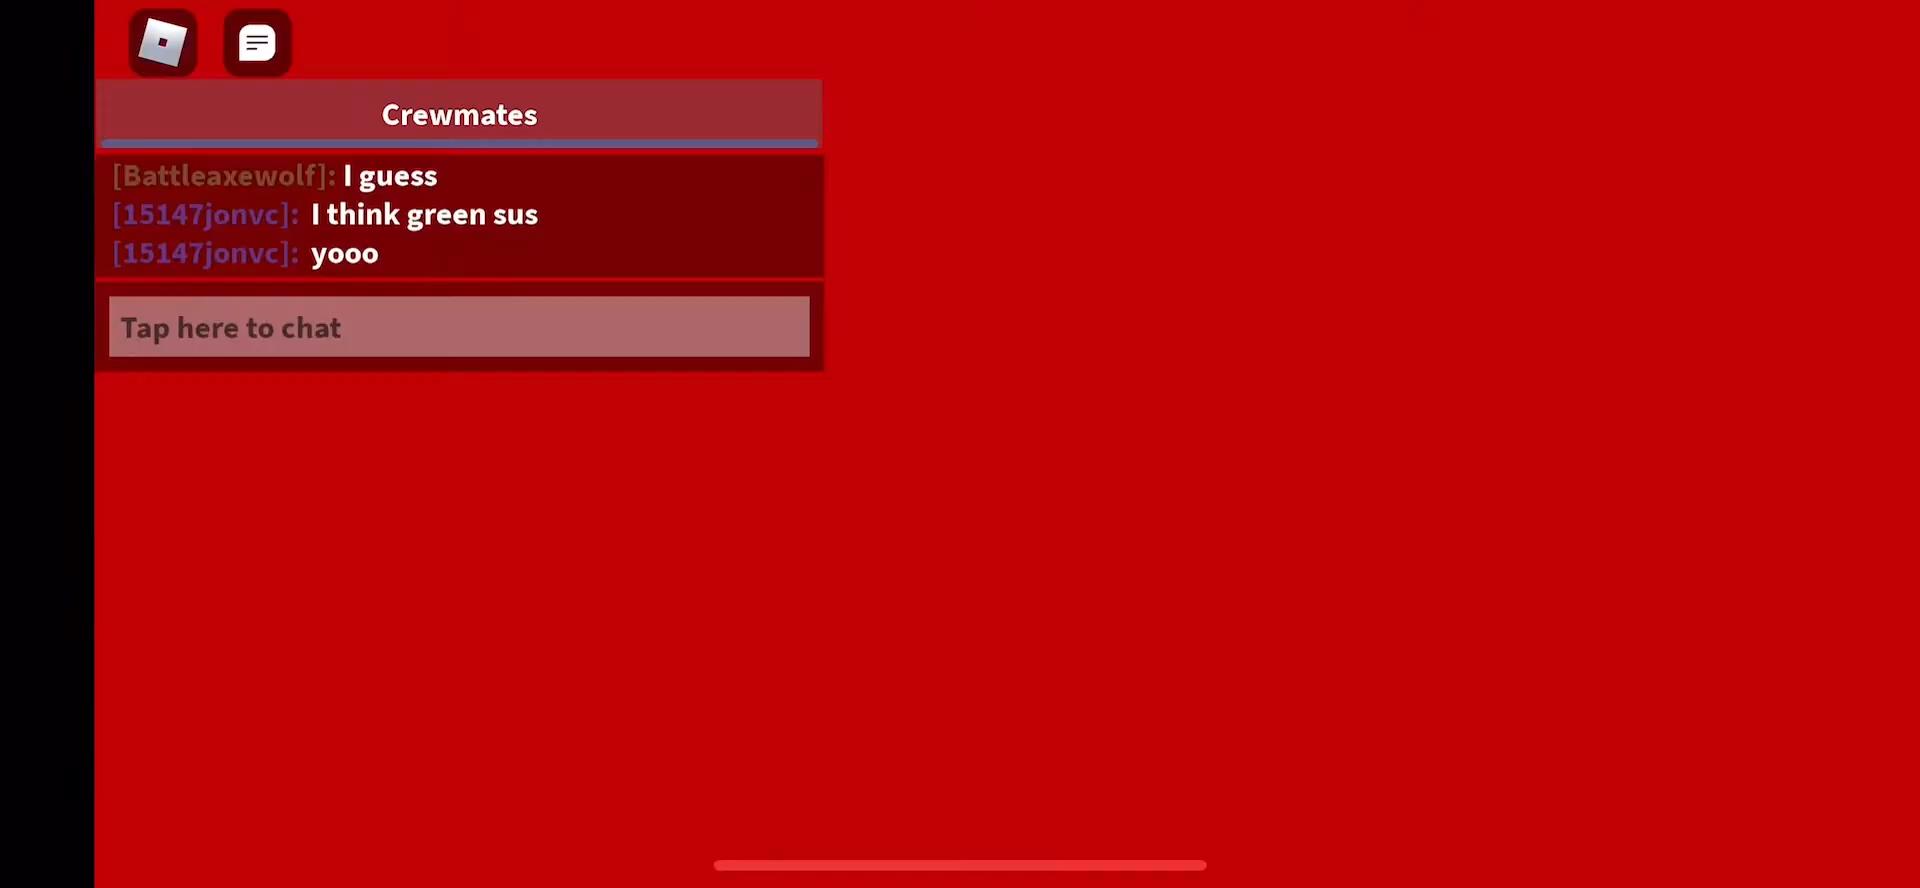 Crewmates
[Battleaxewolf]: I guess
[15147jonvc]: I think green sus
[15147jonvc]: yooo
Tap here to chat